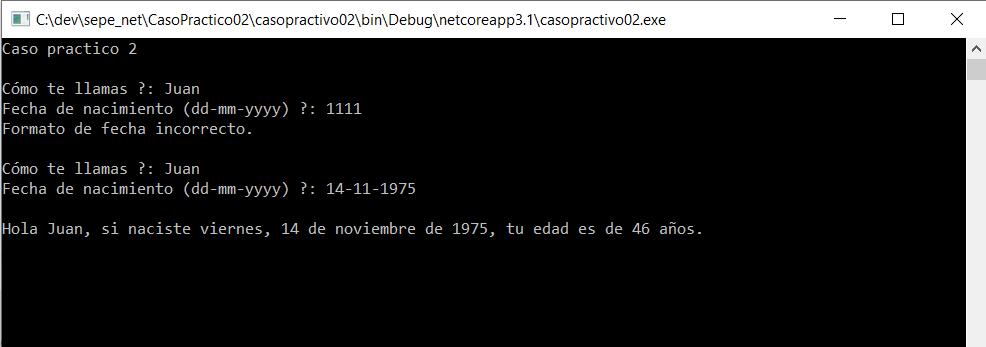 C:\dev\sepe_net\CasoPractico02\casopractivo02\bin\Debug\netcoreapp3.1\casopractivo02.exe
Caso practico 2
Cómo te llamas ?: Juan
Fecha de nacimiento (dd-mm-yyyy) ?: 1111
Formato de fecha incorrecto.
Cómo te llamas ?: Juan
Fecha de nacimiento (dd-mm-yyyy) ?: 14-11-1975
Hola Juan, si naciste viernes, 14 de noviembre de 1975, tu edad es de 46 años.